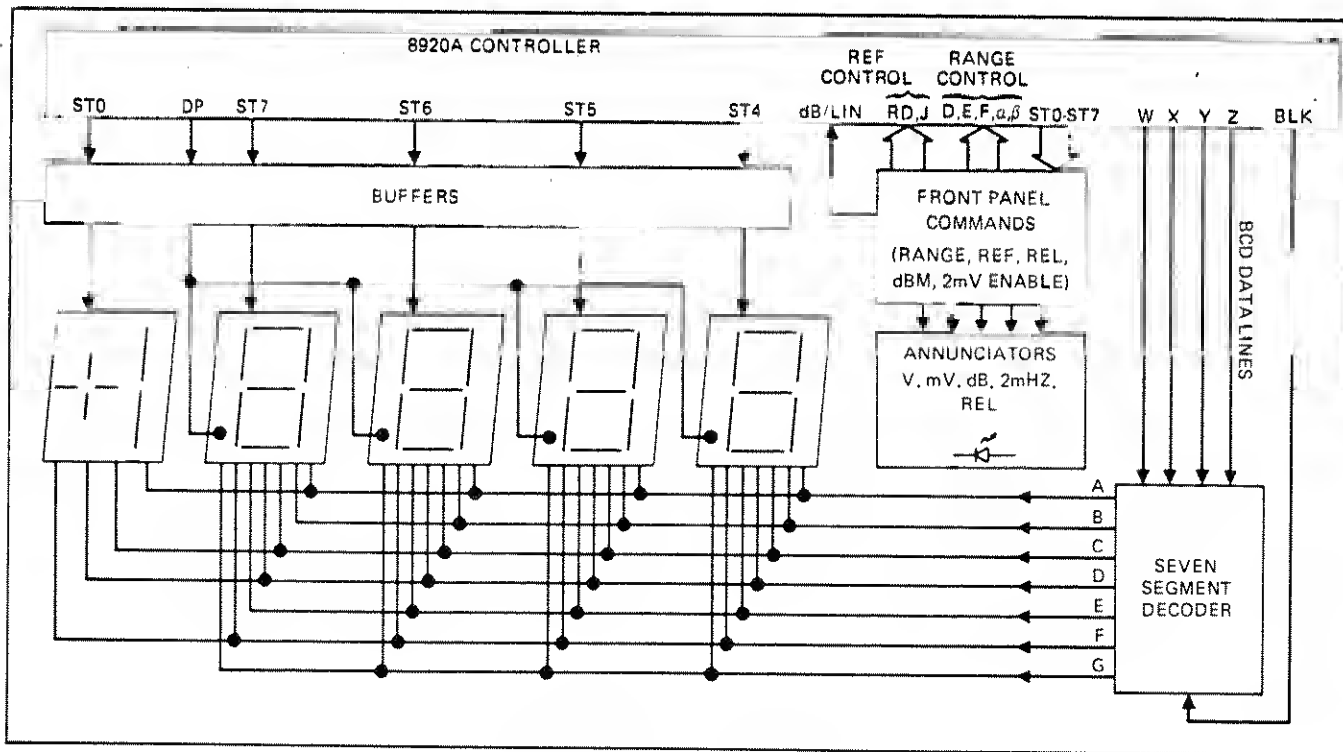 8920A CONTROLLER
REF CONTROL
RANGE CONTROL
ST0 DP ST7 ST6 ST5 ST4 dB/LIN RD,J D,E,F,α,β ST0-ST7 W X Y Z BLK
BUFFERS
FRONT PANEL
COMMANDS
(RANGE, REF, REL,
dBM, 2mV ENABLE)
BCD DATA LINES
ANNUNCIATORS
V, mV, dB, 2mHZ,
REL
A
B
C
D
E
F
G
SEVEN
SEGMENT
DECODER